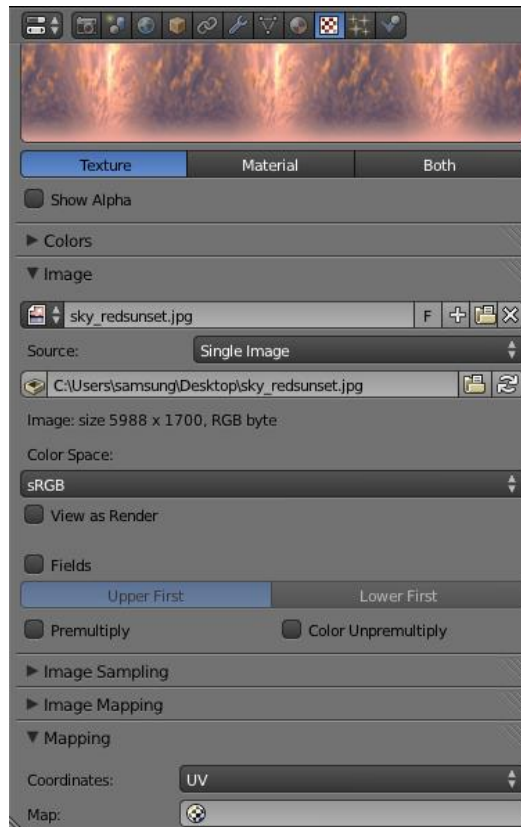 Texture Material Both
Show Alpha
Colors
Image
sky_redsunset.jpg F
Source: Single Image
C:\Users\samsung\Desktop\sky_redsunset.jpg
Image: size 5988 x 1700, RGB byte
Color Space:
sRGB
View as Render
Fields
Upper First Lower First
Premultiply Color Unpremultiply
Image Sampling
Image Mapping
Mapping
Coordinates: UV
Map: